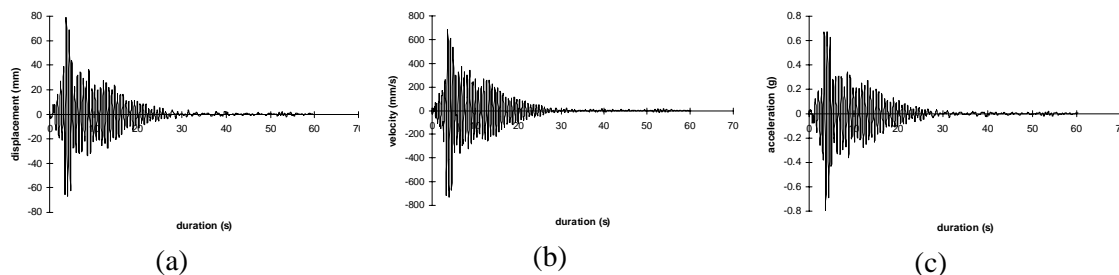 displacement (mm)
80
60
40
20
0
-20
-40
-60
-80
0 10 20 30 40 50 60 70
duration (s)
(a)
velocity (mm/s)
800
600
400
200
0
-200
-400
-600
-800
0 10 20 30 40 50 60 70
duration (s)
(b)
acceleration (g)
0.8
0.6
0.4
0.2
0
-0.2
-0.4
-0.6
-0.8
0 10 20 30 40 50 60
duration (s)
(c)